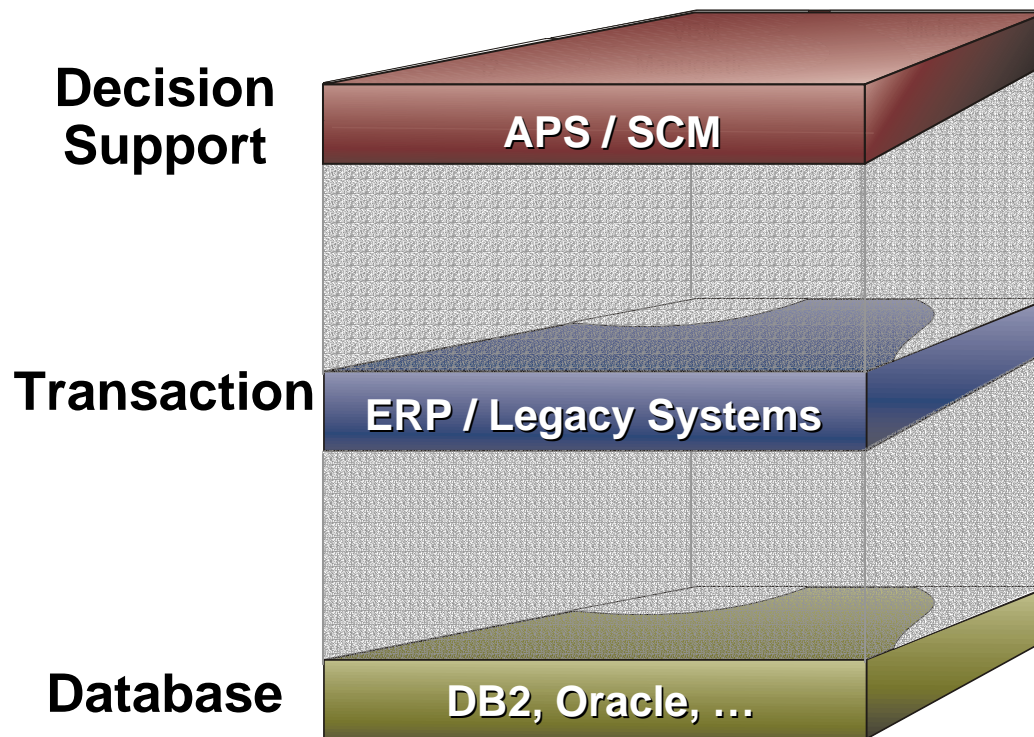 Decision
Support
APS / SCM
Transaction
ERP / Legacy Systems
Database
DB2, Oracle, …